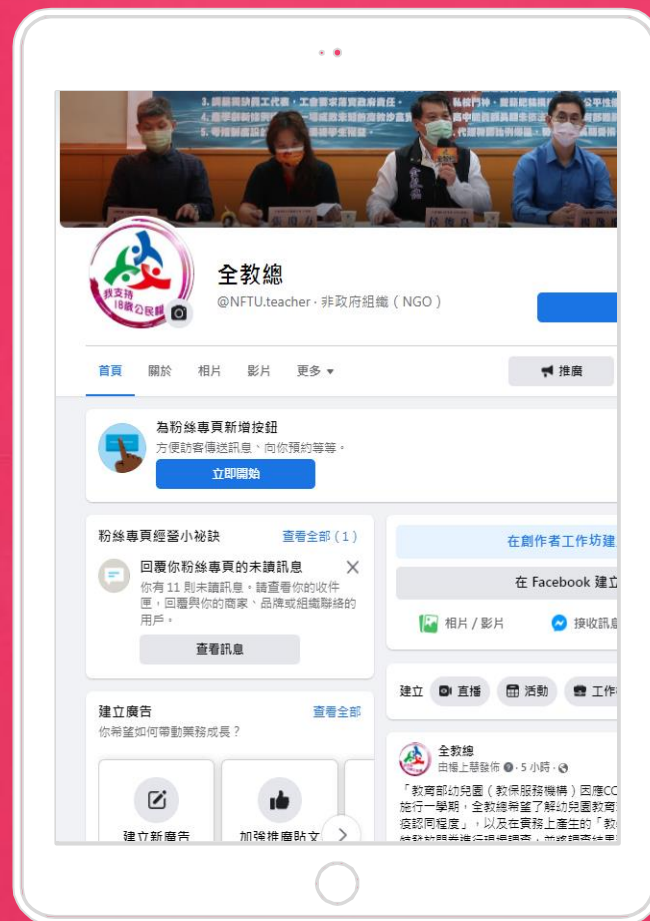 全教總
@NFTU.teacher · 非政府組織（NGO）
我支持
18歲公民權
首頁 關於 相片 影片 更多
推廣
為粉絲專頁新增按鈕
方便訪客傳送訊息、向你預約等等。
立即開始
粉絲專頁經營小祕訣 查看全部（1）
回覆你粉絲專頁的未讀訊息
你有 11 則未讀訊息。請查看你的收件
匣，回覆與你的商家、品牌或組織聯絡的
用戶。
查看訊息
建立廣告 查看全部
你希望如何帶動業務成長？
建立新廣告 加強推廣貼文
在創作者工作坊建
在 Facebook 建立
相片 / 影片 接收訊息
建立 直播 活動 工作
全教總
由楊上慧發佈 · 5 小時 ·
「教育部幼兒園（教保服務機構）因應CO
施行一學期，全教總希望了解幼兒園教育
疫認同程度」，以及在實務上產生的「教